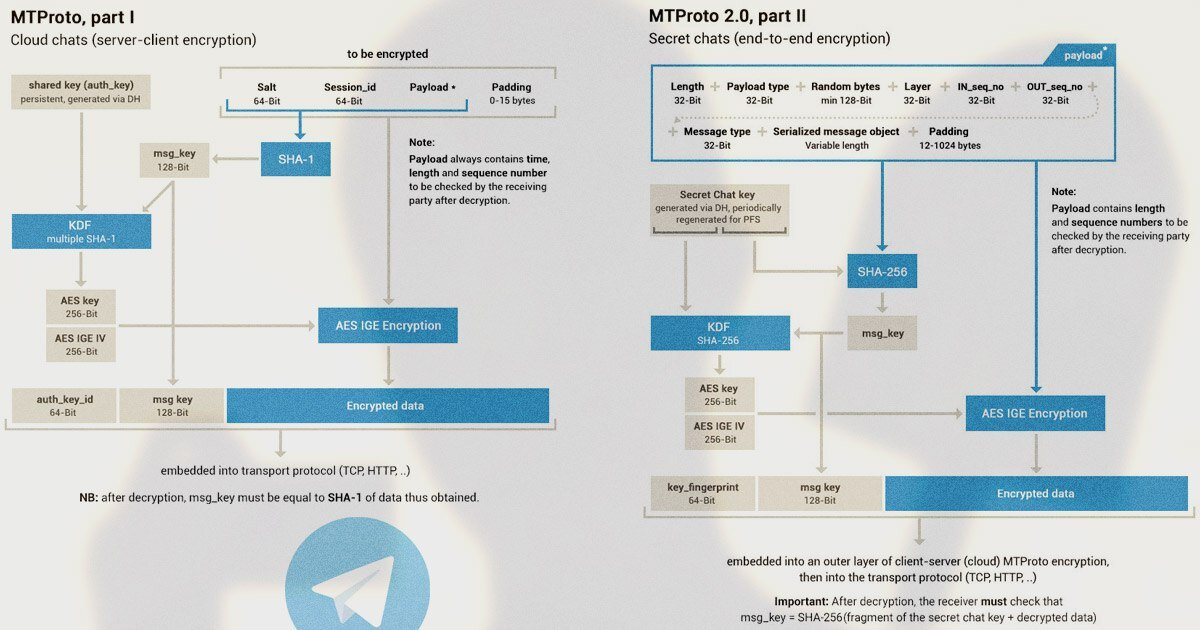 MTProto, part I
Cloud chats (server-client encryption)
to be encrypted
shared key (auth_key)
persistent, generated via DH
Salt
64-Bit
Session_id
64-Bit
Payload *
Padding
0-15 bytes
SHA-1
msg_key
128-Bit
Note:
Payload always contains time,
length and sequence number
to be checked by the receiving
party after decryption.
KDF
multiple SHA-1
AES key
256-Bit
AES IGE IV
256-Bit
AES IGE Encryption
auth_key_id
64-Bit
msg key
128-Bit
Encrypted data
embedded into transport protocol (TCP, HTTP, ..)
NB: after decryption, msg_key must be equal to SHA-1 of data thus obtained.
MTProto 2.0, part II
Secret chats (end-to-end encryption)
payload*
Length + Payload type + Random bytes + Layer + IN_seq_no + OUT_seq_no +
32-Bit 32-Bit min 128-Bit 32-Bit 32-Bit 32-Bit
+ Message type + Serialized message object + Padding
32-Bit Variable length 12-1024 bytes
Secret Chat key
generated via DH, periodically
regenerated for PFS
Note:
Payload contains length
and sequence numbers to be
checked by the receiving party
after decryption.
SHA-256
KDF
SHA-256
msg_key
AES key
256-Bit
AES IGE IV
256-Bit
AES IGE Encryption
key_fingerprint
64-Bit
msg key
128-Bit
Encrypted data
embedded into an outer layer of client-server (cloud) MTProto encryption,
then into the transport protocol (TCP, HTTP, ..)
Important: After decryption, the receiver must check that
msg_key = SHA-256(fragment of the secret chat key + decrypted data)